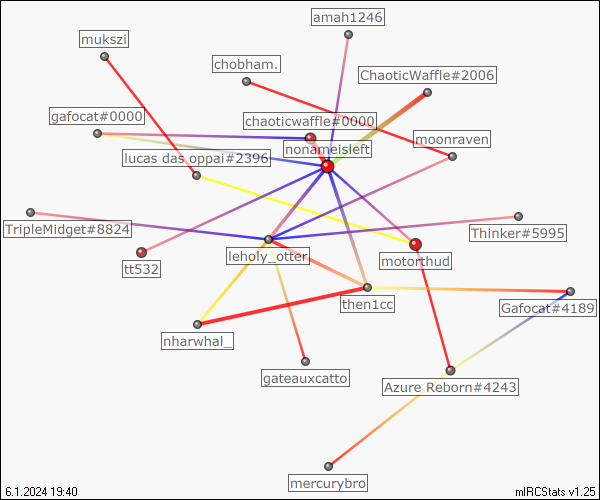 amah1246
mukszi
chobham.
ChaoticWaffle#2006
gafocat#0000
chaoticwaffle#0000
moonraven
nonameisleft
lucas das oppai#2396
TripleMidget#8824
Thinker#5995
leholy_otter
motorthud
tt532
then1cc
Gafocat#4189
nharwhal_
gateauxcatto
Azure Reborn#4243
mercurybro
6.1.2024 19:40
mIRCStats v1.25